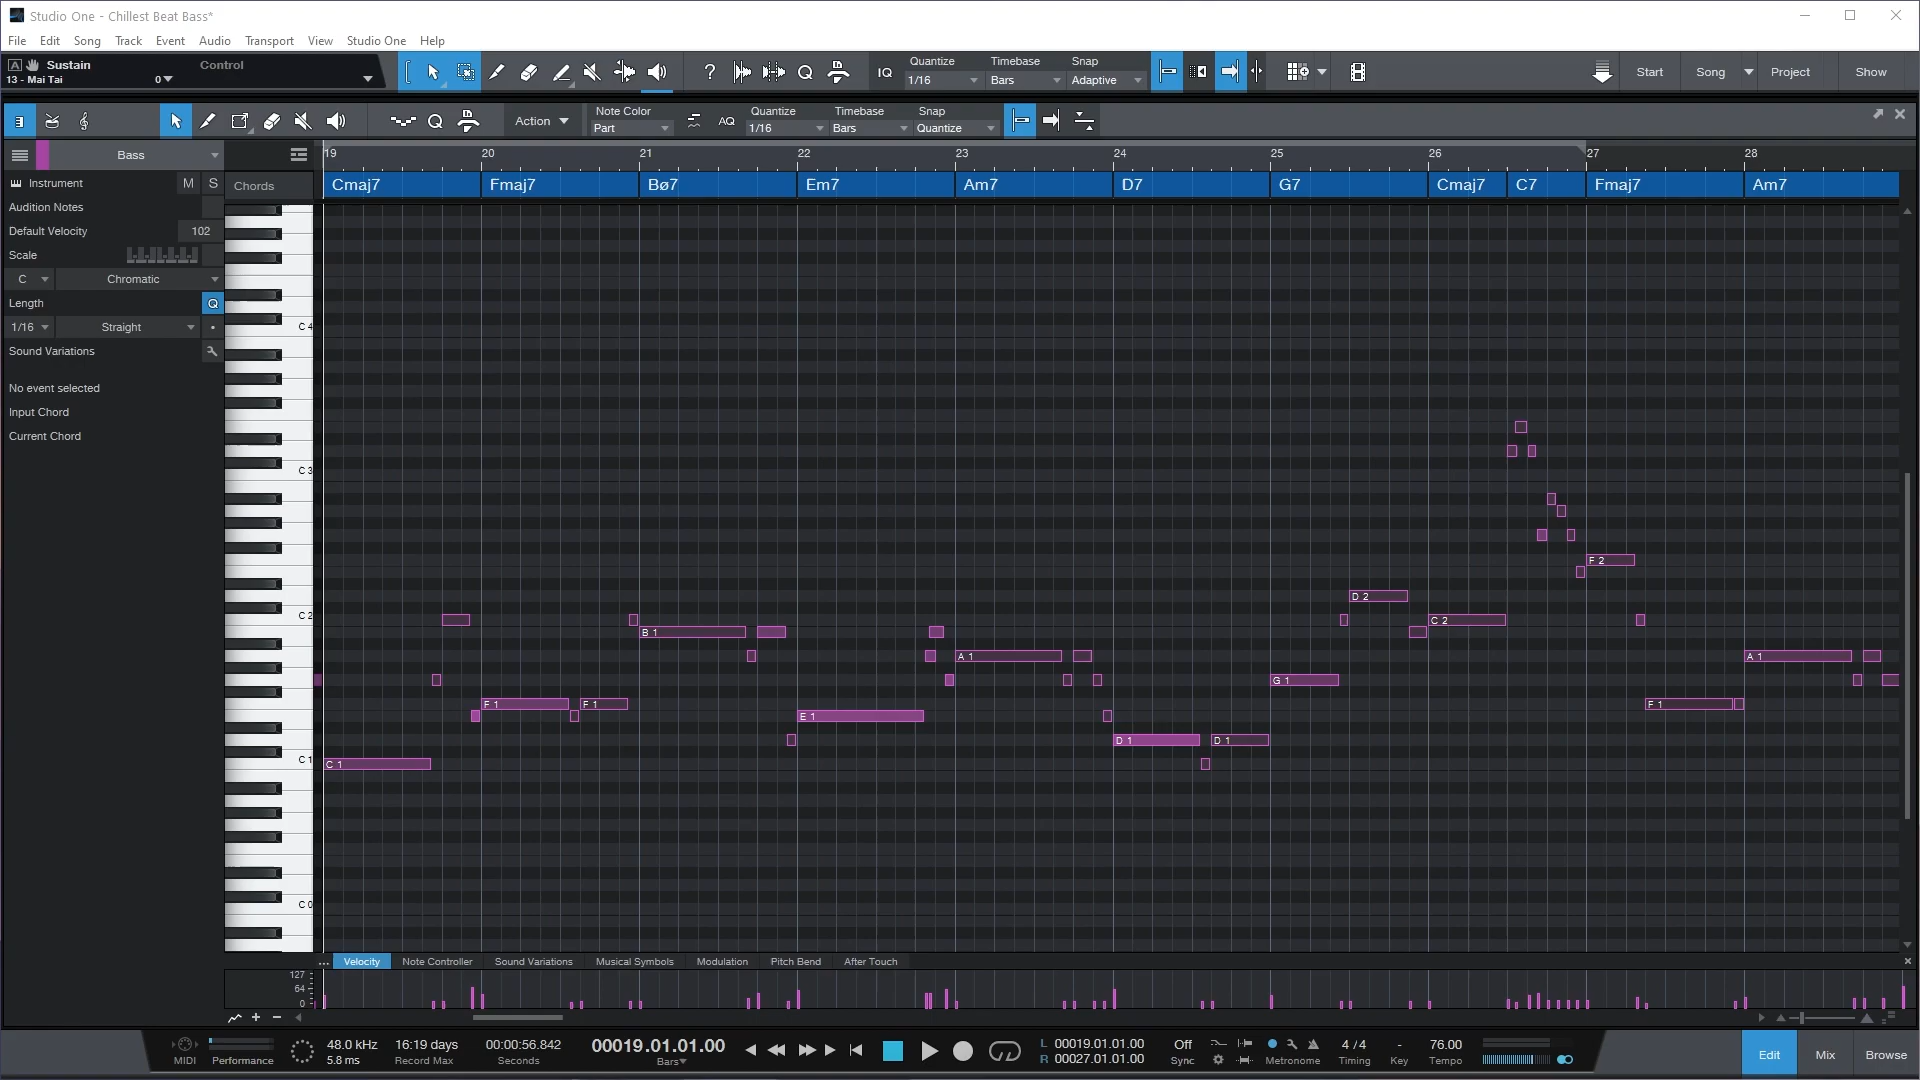 Studio One - Chillest Beat Bass*
File Edit Song Track Event Audio Transport View Studio One Help
A Sustain Control
13 - Mai Tai 0
? IQ Quantize Timebase Snap
1/16 Bars Adaptive
Start Song Project Show
Action Note Color AQ Quantize Timebase Snap
Part 1/16 Bars Quantize
Bass
19 20 21 22 23 24 25 26 27 28
Instrument M S
Chords Cmaj7 Fmaj7 Bø7 Em7 Am7 D7 G7 Cmaj7 C7 Fmaj7 Am7
Audition Notes
Default Velocity 102
Scale
C Chromatic
Length Q
1/16 Straight
Sound Variations
No event selected
Input Chord
Current Chord
C 4
C 3
F 2
D 2
C 2 C 2
B 1
A 1 A 1
G 1
F 1 F 1 F 1
E 1
D 1 D 1
C 1 C 1
C 0
... Velocity Note Controller Sound Variations Musical Symbols Modulation Pitch Bend After Touch
127
64
0
MIDI Performance
48.0 kHz
5.8 ms
16:19 days
Record Max
00:00:56.842
Seconds
00019.01.01.00
Bars
L 00019.01.01.00
R 00027.01.01.00
Off
Sync
Metronome
4 / 4
Timing
-
Key
76.00
Tempo
Edit Mix Browse